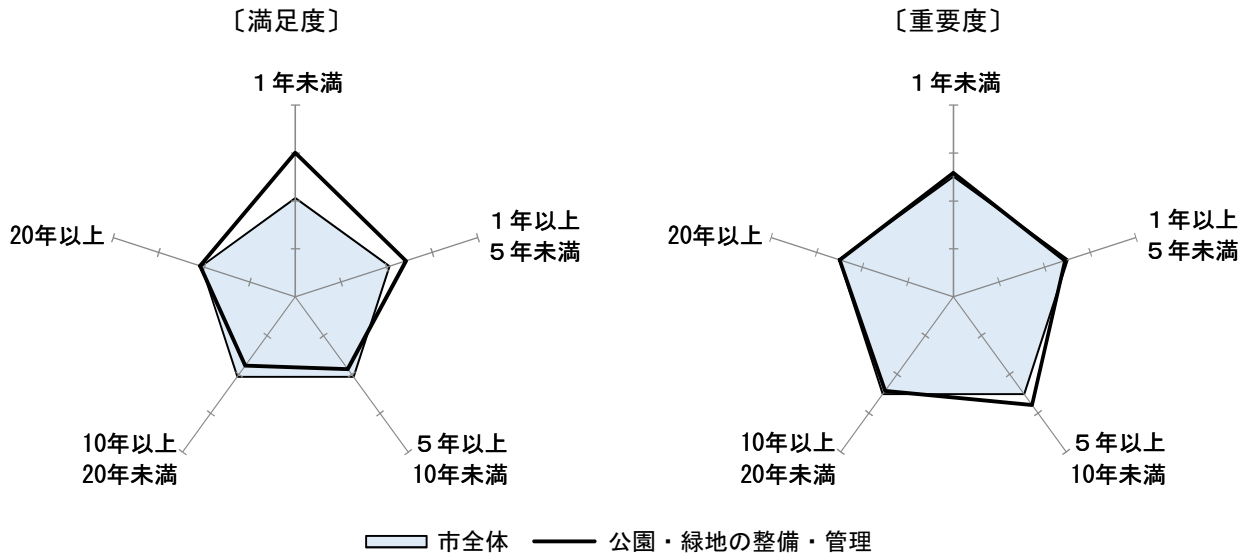 〔満足度〕
１年未満
１年以上
５年未満
５年以上
10年未満
10年以上
20年未満
20年以上
〔重要度〕
１年未満
１年以上
５年未満
５年以上
10年未満
10年以上
20年未満
20年以上
市全体
公園・緑地の整備・管理